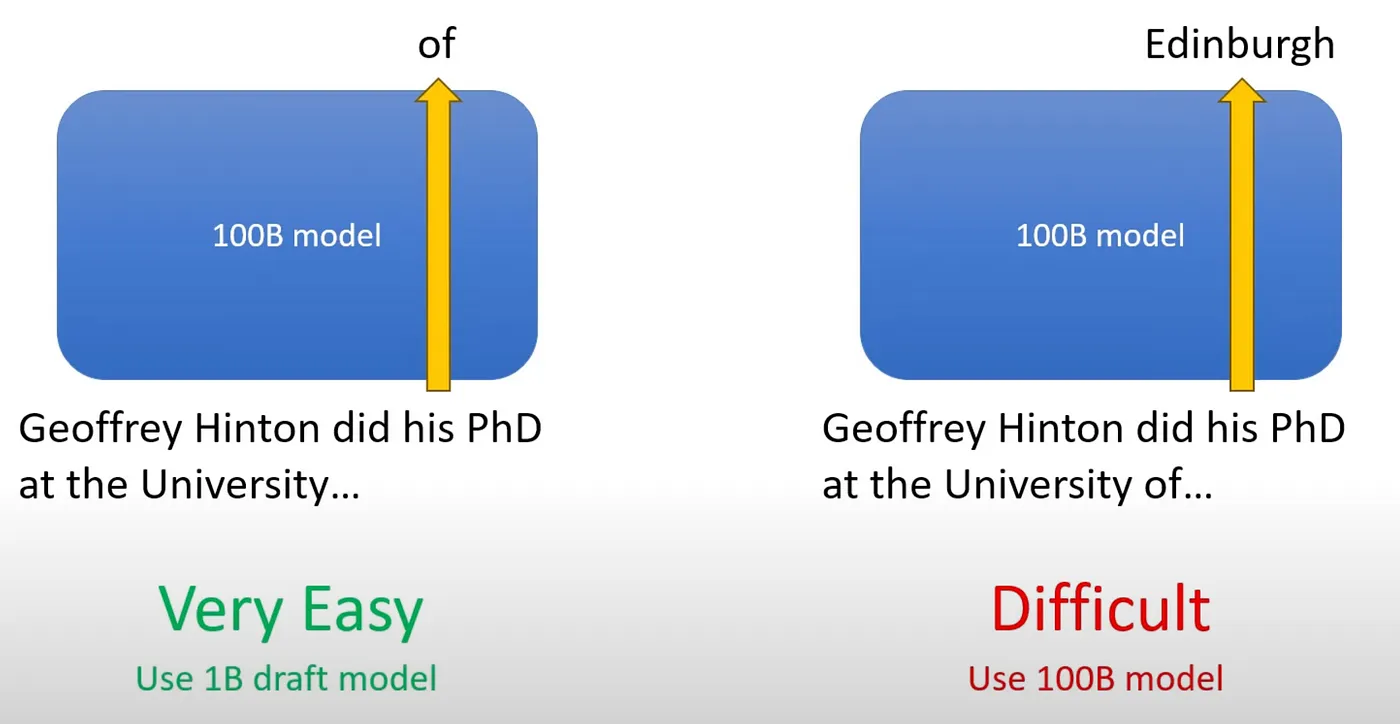 of
100B model
Geoffrey Hinton did his PhD
at the University...
Very Easy
Use 1B draft model
Edinburgh
100B model
Geoffrey Hinton did his PhD
at the University of...
Difficult
Use 100B model